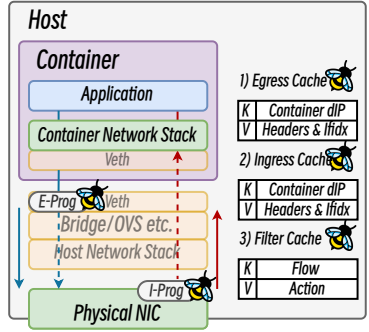 Host
Container
Application
Container Network Stack
Veth
E-Prog
Veth
Bridge/OVS etc.
Host Network Stack
I-Prog
Physical NIC
1) Egress Cache
K Container dIP
V Headers & Ifidx
2) Ingress Cache
K Container dIP
V Headers & Ifidx
3) Filter Cache
K Flow
V Action